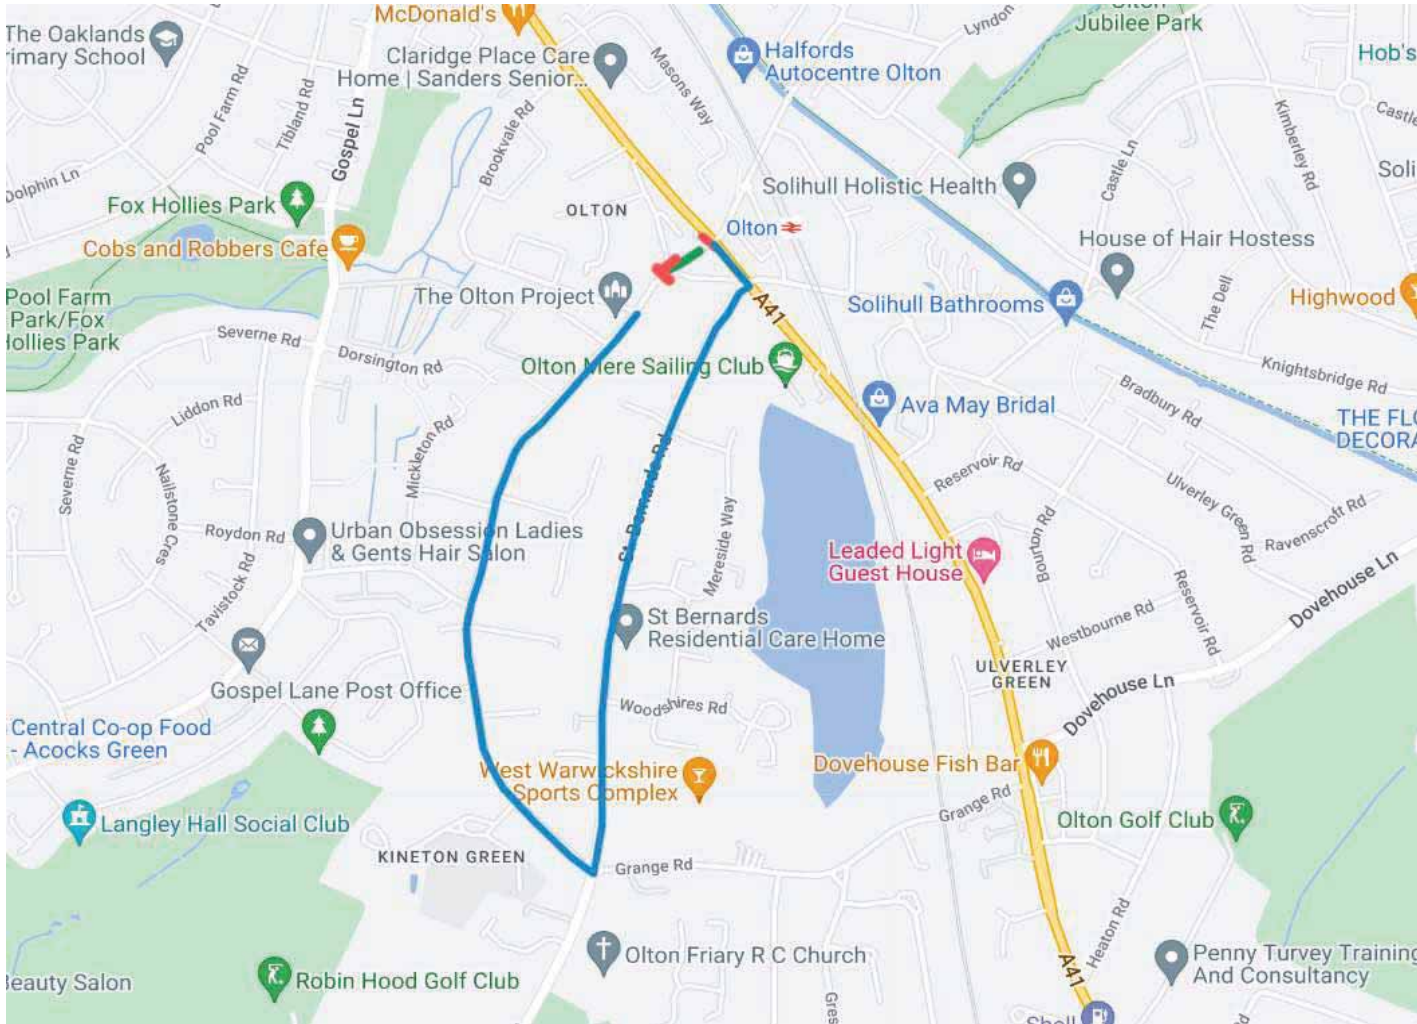 McDonald's
The Oaklands
rimary School
Claridge Place Care
Home | Sanders Senior...
Masons Way
Halfords
Autocentre Olton
Lyndon
Jubilee Park
Hob's
Pool Farm Rd
Tibland Rd
Gospel Ln
Brookvale Rd
Castle Ln
Kimberley Rd
Castle
Dolphin Ln
Fox Hollies Park
OLTON
Solihull Holistic Health
Soli
Olton
Cobs and Robbers Cafe
House of Hair Hostess
The Olton Project
A41
Solihull Bathrooms
The Dell
Highwood
Pool Farm
Park/Fox
Hollies Park
Severne Rd
Dorsington Rd
Olton Mere Sailing Club
Knightsbridge Rd
Liddon Rd
Ava May Bridal
Bradbury Rd
THE FLO
DECORA
Severne Rd
Nailstone Cres
Mickleton Rd
St Bernards Rd
Mereside Way
Reservoir Rd
Ulverley Green Rd
Ravenscroft Rd
Roydon Rd
Urban Obsession Ladies
& Gents Hair Salon
Leaded Light
Guest House
Bourton Rd
Dovehouse Ln
Tavistock Rd
St Bernards
Residential Care Home
Westbourne Rd
Reservoir Rd
ULVERLEY
GREEN
Gospel Lane Post Office
Woodshires Rd
Dovehouse Ln
Central Co-op Food
- Acocks Green
West Warwickshire
Sports Complex
Dovehouse Fish Bar
Langley Hall Social Club
Grange Rd
Olton Golf Club
KINETON GREEN
Grange Rd
Heaton Rd
Olton Friary R C Church
A41
Penny Turvey Training
And Consultancy
Beauty Salon
Robin Hood Golf Club
Gres
Shell